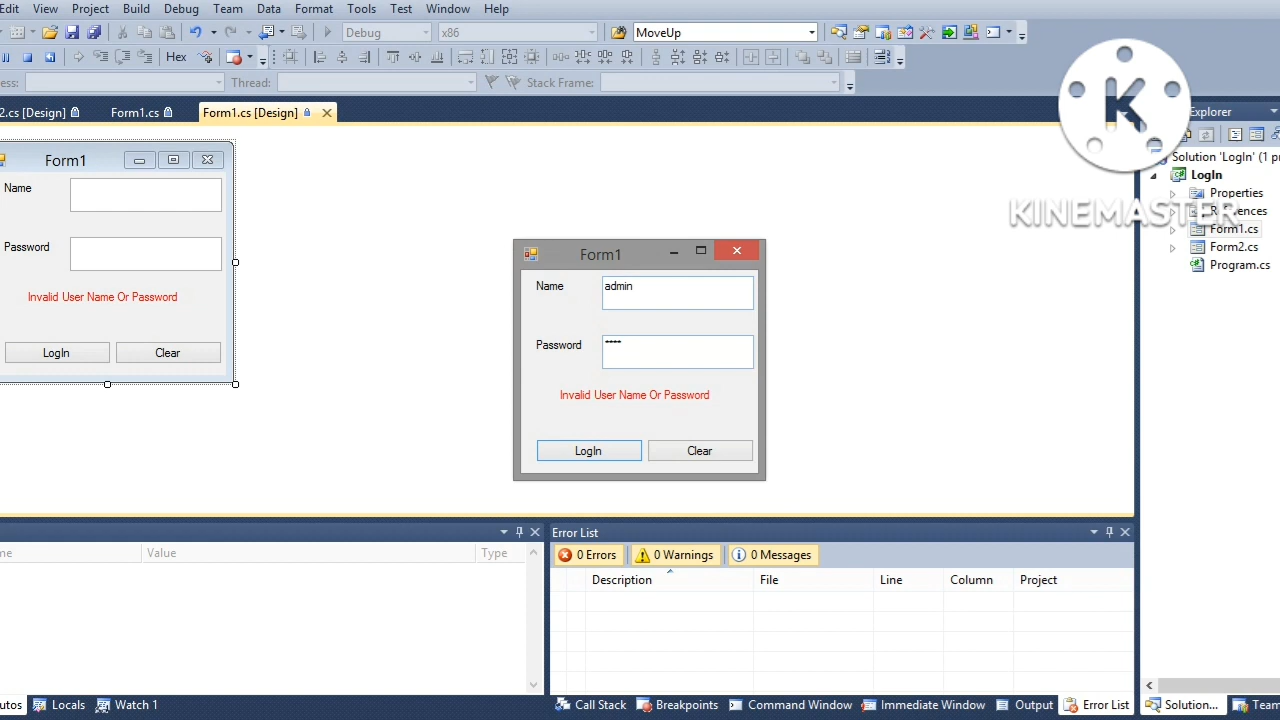 Edit View Project Build Debug Team Data Format Tools Test Window Help
Debug x86 MoveUp
Hex
Thread: Stack Frame:
2.cs [Design] Form1.cs Form1.cs [Design] Explorer
K
KINEMASTER
Form1
Name
Password
Invalid User Name Or Password
LogIn Clear
Form1
Name admin
Password ****
Invalid User Name Or Password
LogIn Clear
Solution 'LogIn' (1 pr
LogIn
Properties
References
Form1.cs
Form2.cs
Program.cs
Value Type
Error List
0 Errors 0 Warnings 0 Messages
Description File Line Column Project
utos Locals Watch 1
Call Stack Breakpoints Command Window Immediate Window Output Error List
Solution... Team